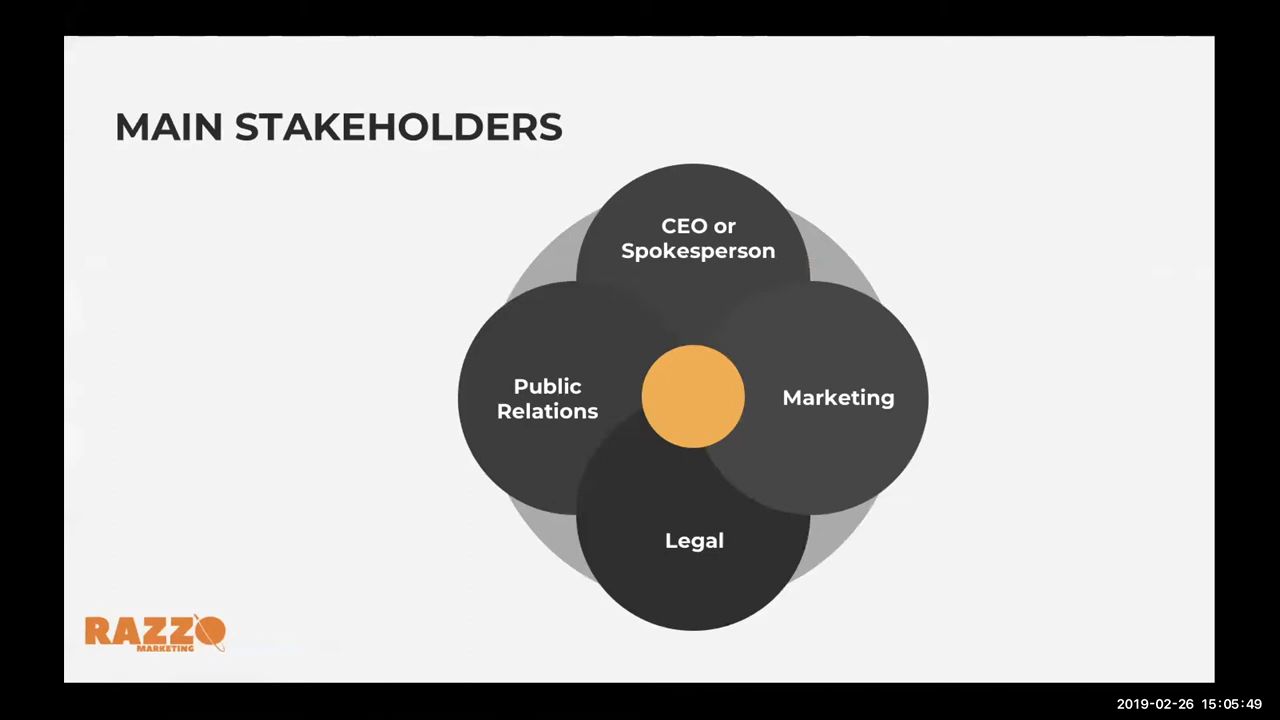 MAIN STAKEHOLDERS
CEO or
Spokesperson
Public
Relations
Marketing
Legal
RAZZO
MARKETING
2019-02-26 15:05:49